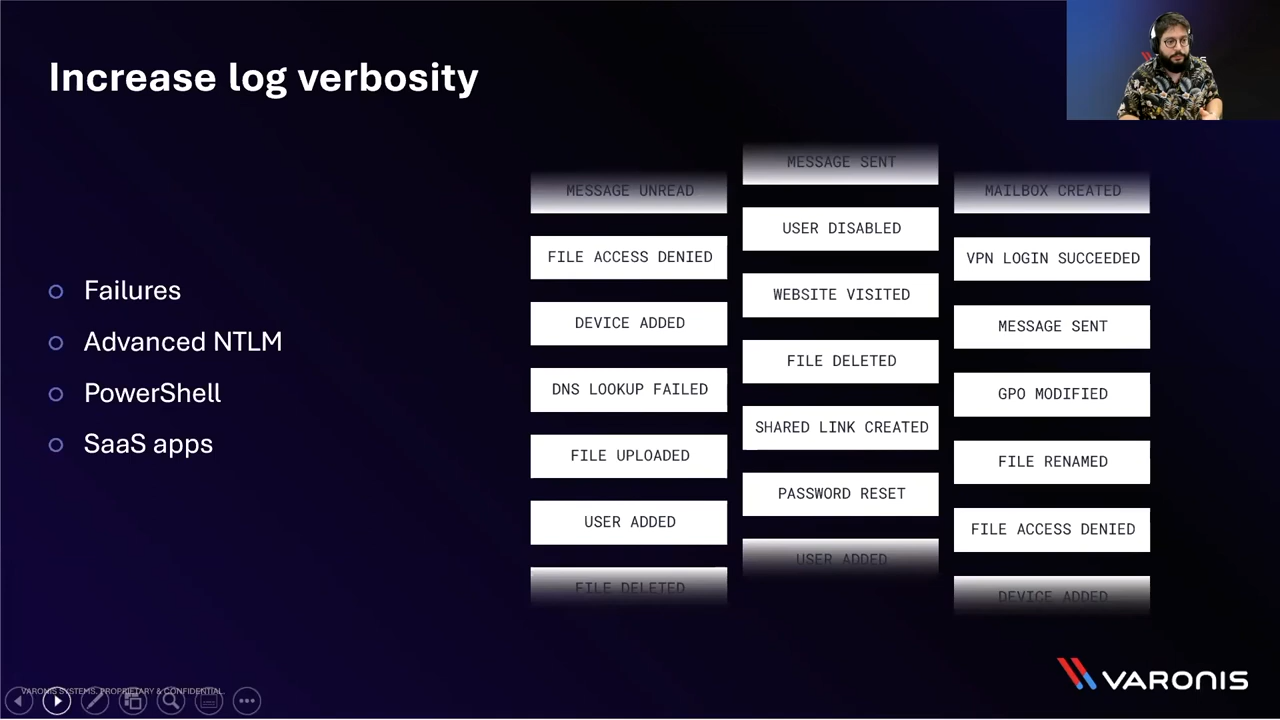 Increase log verbosity
Failures
Advanced NTLM
PowerShell
SaaS apps
MESSAGE UNREAD
FILE ACCESS DENIED
DEVICE ADDED
DNS LOOKUP FAILED
FILE UPLOADED
USER ADDED
FILE DELETED
MESSAGE SENT
USER DISABLED
WEBSITE VISITED
FILE DELETED
SHARED LINK CREATED
PASSWORD RESET
USER ADDED
MAILBOX CREATED
VPN LOGIN SUCCEEDED
MESSAGE SENT
GPO MODIFIED
FILE RENAMED
FILE ACCESS DENIED
DEVICE ADDED
VARONIS SYSTEMS. PROPRIETARY & CONFIDENTIAL.
VARONIS